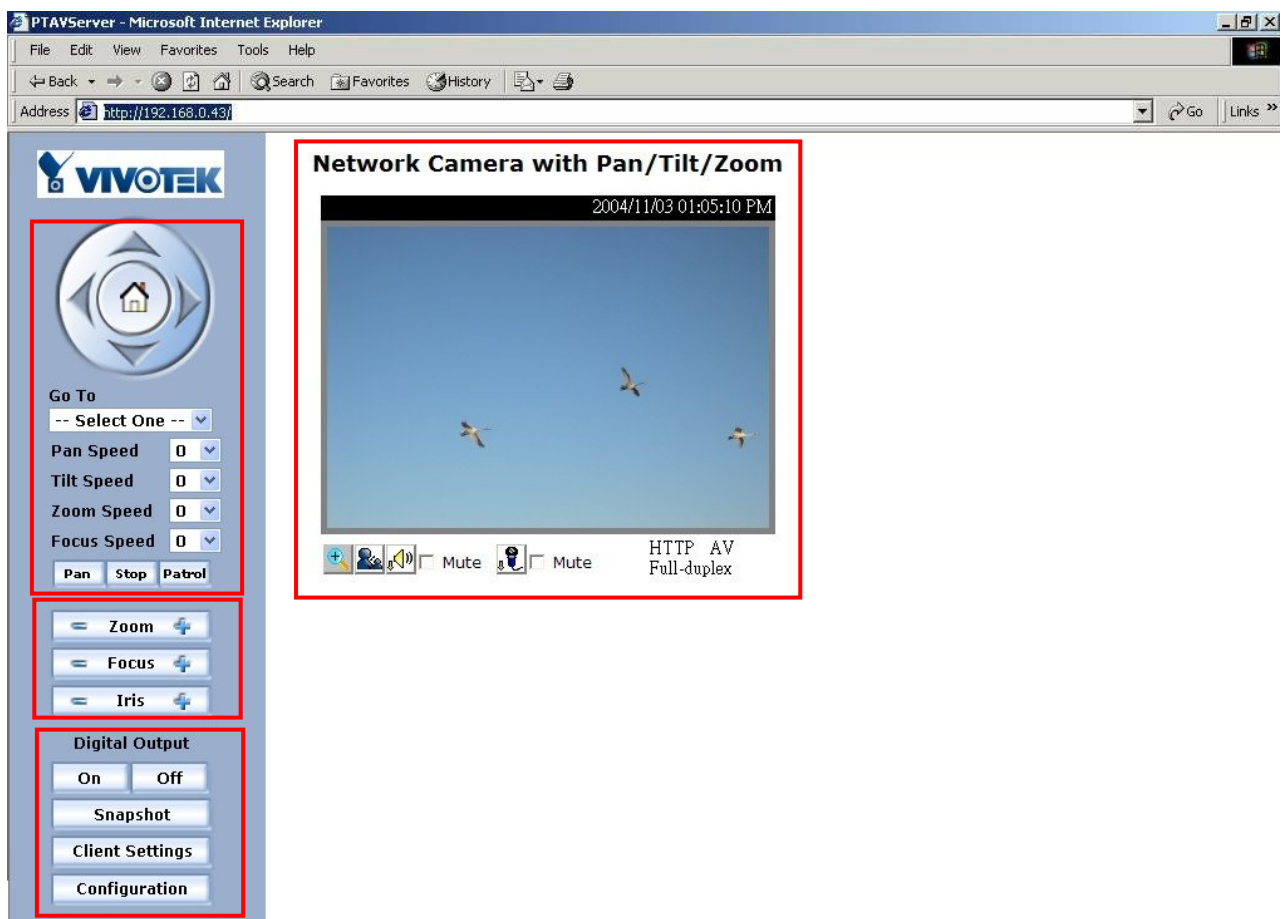 PTAVServer - Microsoft Internet Explorer
File Edit View Favorites Tools Help
Back Search Favorites History
Address http://192.168.0.43/ Go Links »
VIVOTEK
Network Camera with Pan/Tilt/Zoom
2004/11/03 01:05:10 PM
Go To
-- Select One --
Pan Speed 0
Tilt Speed 0
Zoom Speed 0
Focus Speed 0
Pan Stop Patrol
Mute Mute
HTTP AV
Full-duplex
Zoom
Focus
Iris
Digital Output
On Off
Snapshot
Client Settings
Configuration